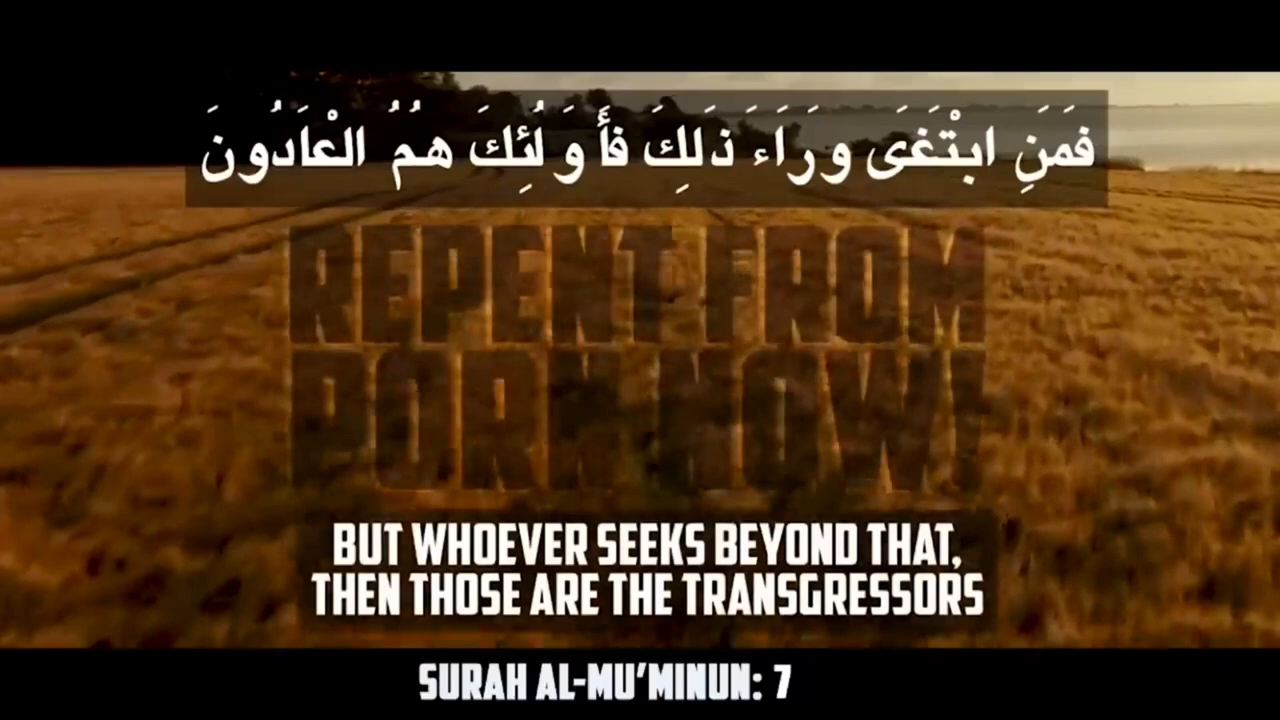 فَمَنِ ابْتَغَى وَرَاءَ ذَلِكَ فَأُولَئِكَ هُمُ الْعَادُونَ
REPENT FROM
PORN NOW!
BUT WHOEVER SEEKS BEYOND THAT,
THEN THOSE ARE THE TRANSGRESSORS
SURAH AL-MU'MINUN: 7